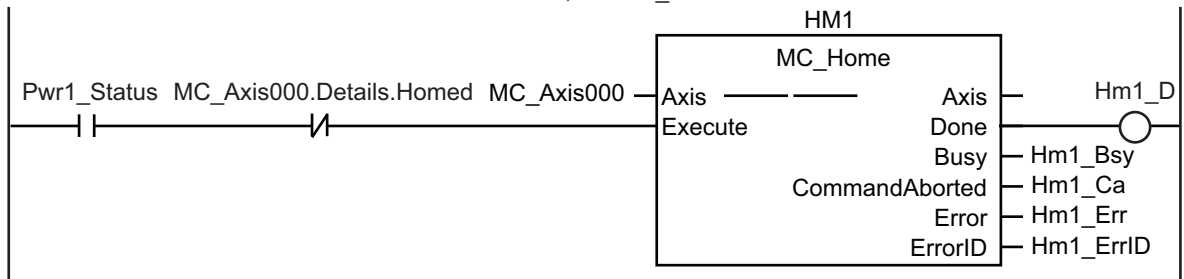 HM1
MC_Home
Pwr1_Status MC_Axis000.Details.Homed MC_Axis000 Axis Axis Hm1_D
Execute Done
Busy Hm1_Bsy
CommandAborted Hm1_Ca
Error Hm1_Err
ErrorID Hm1_ErrID